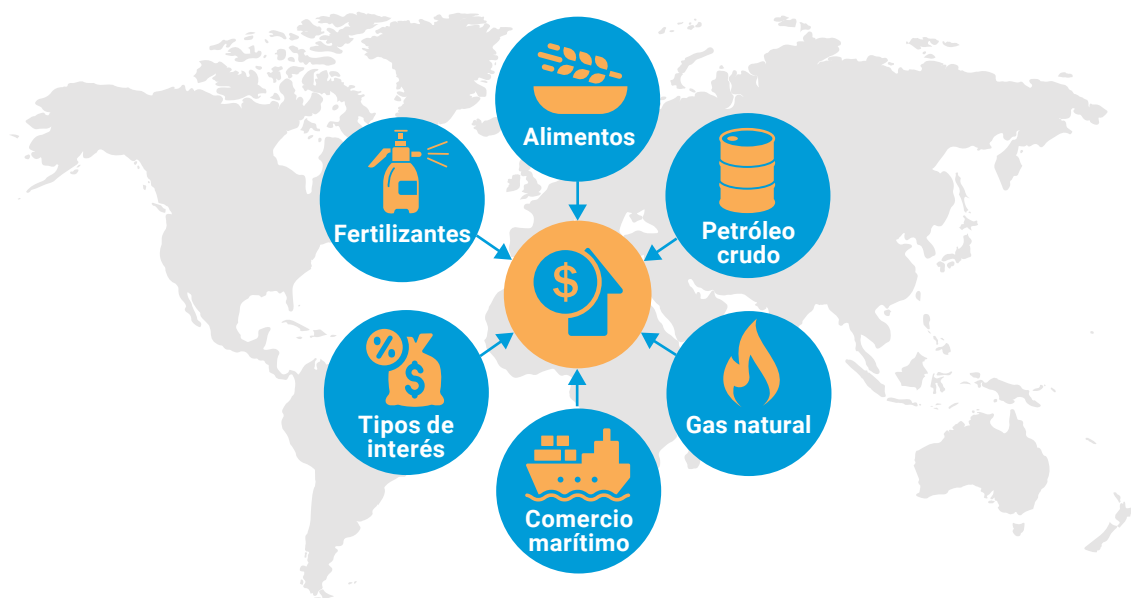 Alimentos
Fertilizantes
Petróleo
crudo
$
%
$
Tipos de
interés
Gas natural
Comercio
marítimo